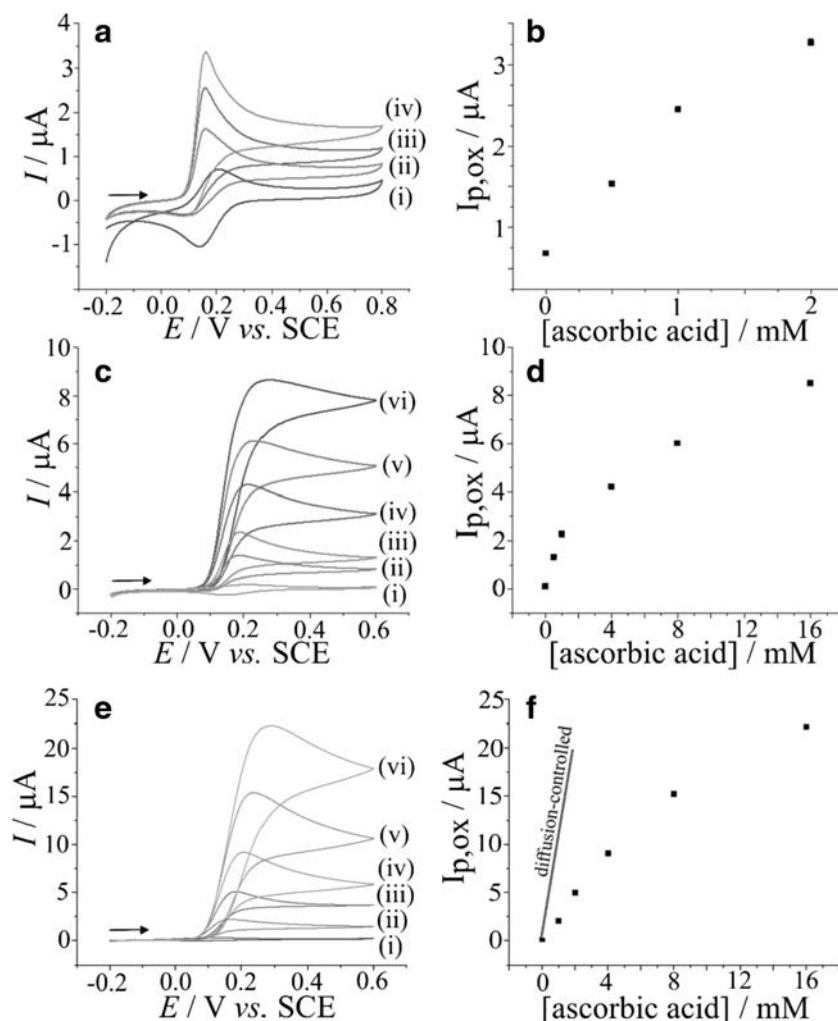 a
4
3
2
1
0
-1
I / µA
(iv)
(iii)
(ii)
(i)
-0.2 0.0 0.2 0.4 0.6 0.8
E / V vs. SCE
b
3
2
1
I p,ox / µA
0 1 2
[ascorbic acid] / mM
c
10
8
6
4
2
0
I / µA
(vi)
(v)
(iv)
(iii)
(ii)
(i)
-0.2 0.0 0.2 0.4 0.6
E / V vs. SCE
d
10
8
6
4
2
0
I p,ox / µA
0 4 8 12 16
[ascorbic acid] / mM
e
25
20
15
10
5
0
I / µA
(vi)
(v)
(iv)
(iii)
(ii)
(i)
-0.2 0.0 0.2 0.4 0.6
E / V vs. SCE
f
25
20
15
10
5
0
I p,ox / µA
diffusion-controlled
0 4 8 12 16
[ascorbic acid] / mM